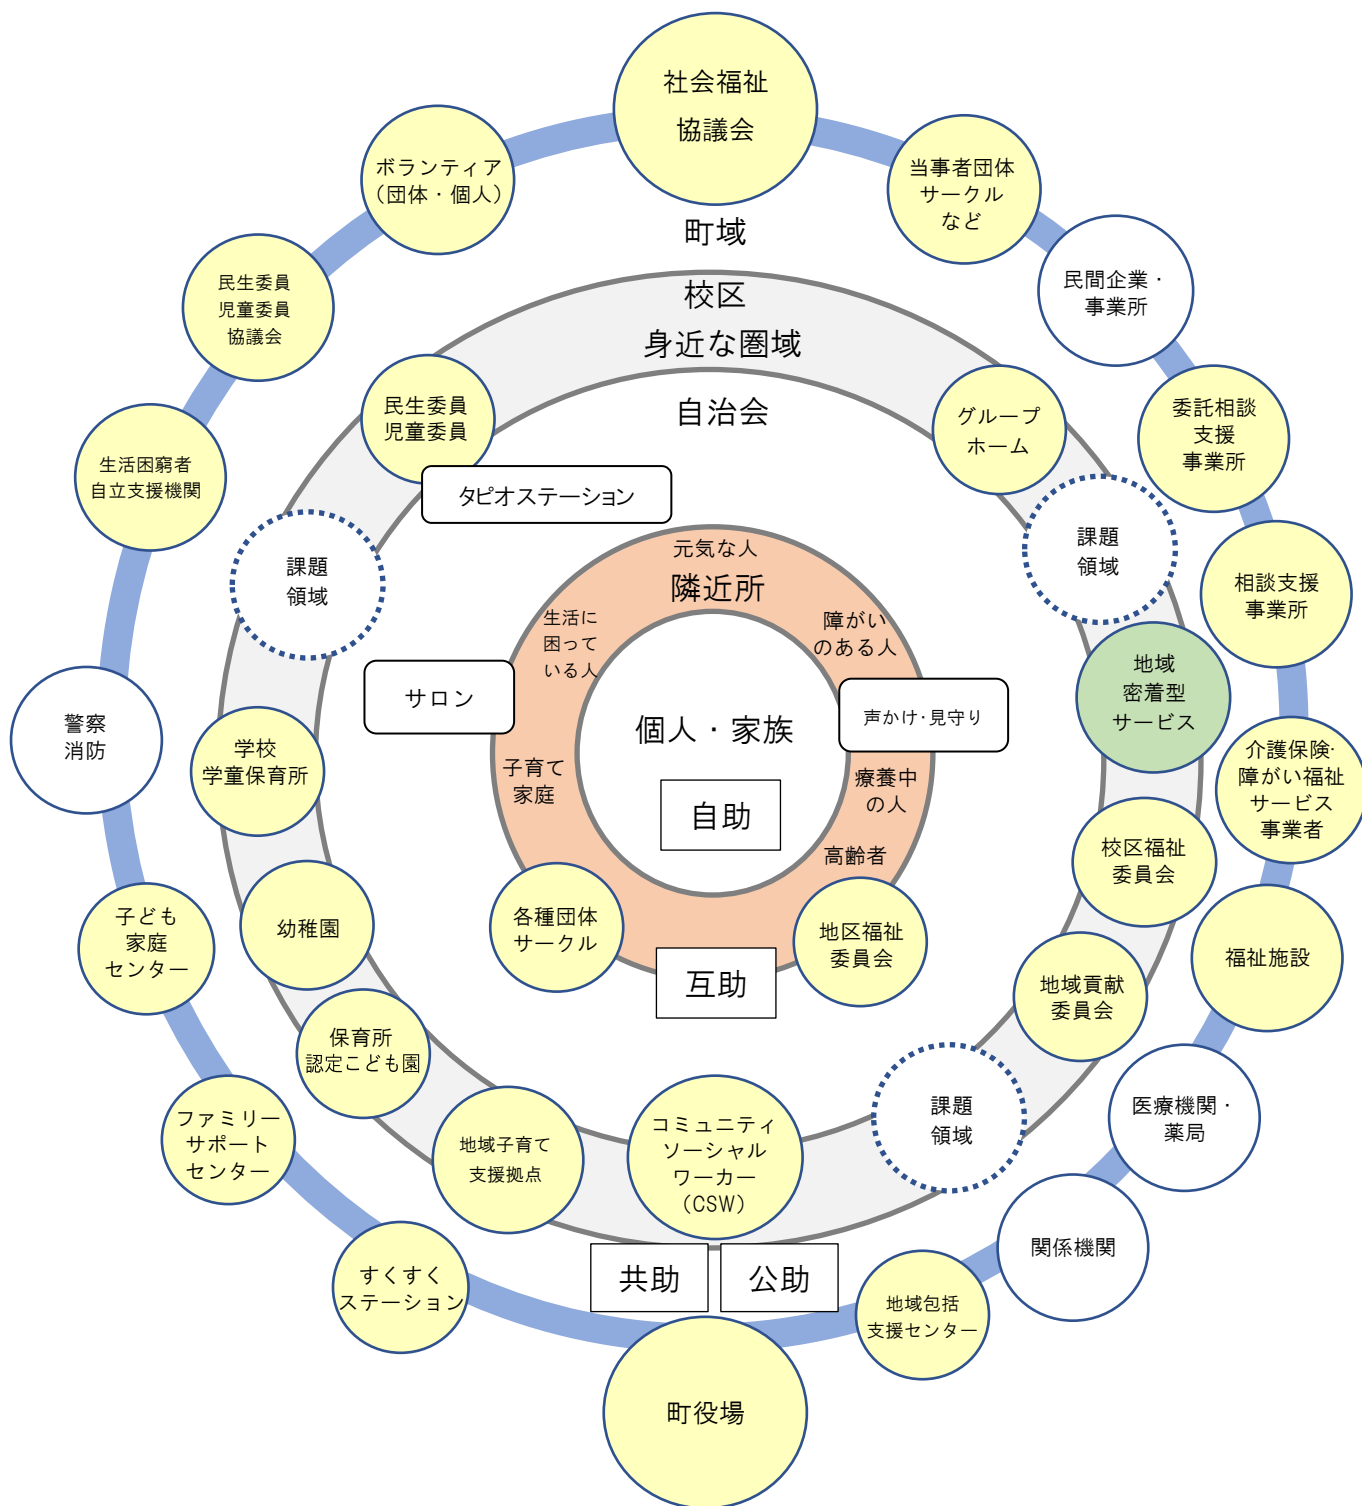 社会福祉
協議会
ボランティア
（団体・個人）
当事者団体
サークル
など
町域
民生委員
児童委員
協議会
民間企業・
事業所
校区
身近な圏域
民生委員
児童委員
自治会
グループ
ホーム
委託相談
支援
事業所
生活困窮者
自立支援機関
タピオステーション
課題
領域
課題
領域
元気な人
隣近所
生活に
困って
いる人
障がい
のある人
相談支援
事業所
サロン
声かけ・見守り
地域
密着型
サービス
警察
消防
個人・家族
学校
学童保育所
子育て
家庭
療養中
の人
介護保険・
障がい福祉
サービス
事業者
自助
高齢者
校区福祉
委員会
子ども
家庭
センター
幼稚園
各種団体
サークル
地区福祉
委員会
福祉施設
互助
地域貢献
委員会
保育所
認定こども園
ファミリー
サポート
センター
地域子育て
支援拠点
コミュニティ
ソーシャル
ワーカー
（CSW）
課題
領域
医療機関・
薬局
関係機関
すくすく
ステーション
共助
公助
地域包括
支援センター
町役場